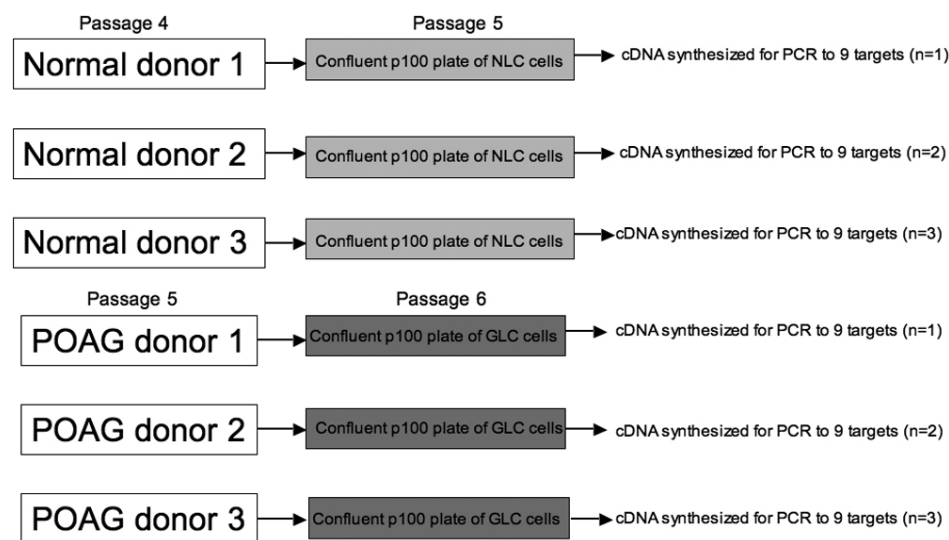 Passage 4 Passage 5
Normal donor 1 Confluent p100 plate of NLC cells cDNA synthesized for PCR to 9 targets (n=1)
Normal donor 2 Confluent p100 plate of NLC cells cDNA synthesized for PCR to 9 targets (n=2)
Normal donor 3 Confluent p100 plate of NLC cells cDNA synthesized for PCR to 9 targets (n=3)
Passage 5 Passage 6
POAG donor 1 Confluent p100 plate of GLC cells cDNA synthesized for PCR to 9 targets (n=1)
POAG donor 2 Confluent p100 plate of GLC cells cDNA synthesized for PCR to 9 targets (n=2)
POAG donor 3 Confluent p100 plate of GLC cells cDNA synthesized for PCR to 9 targets (n=3)